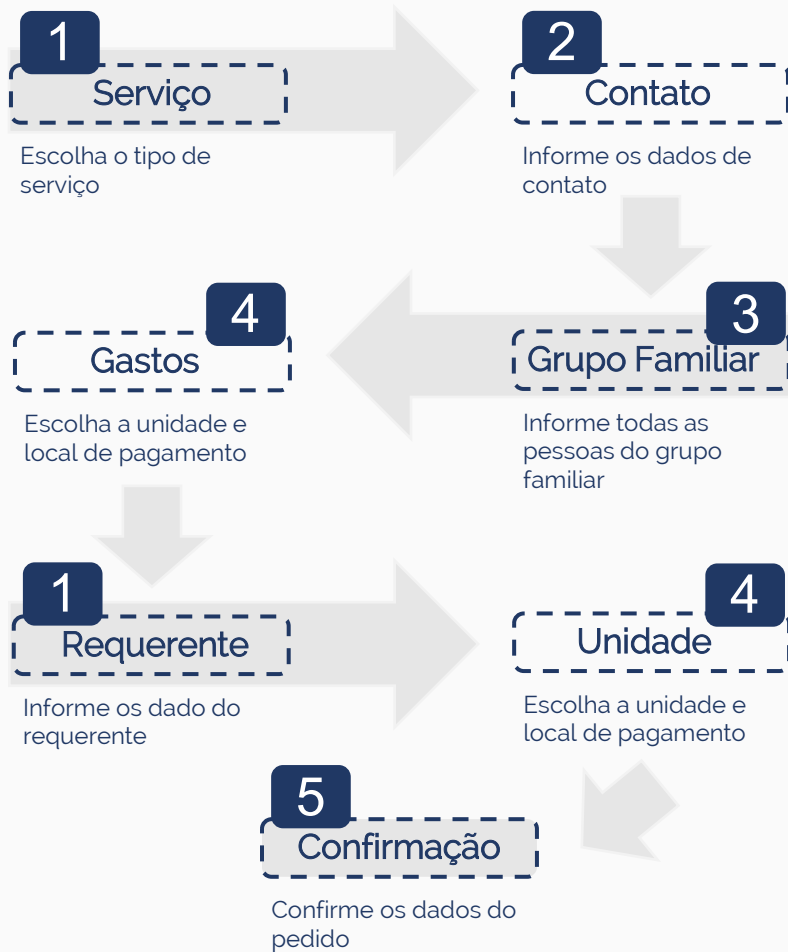 1
Serviço
Escolha o tipo de
serviço
2
Contato
Informe os dados de
contato
3
Grupo Familiar
Informe todas as
pessoas do grupo
familiar
4
Gastos
Escolha a unidade e
local de pagamento
1
Requerente
Informe os dado do
requerente
4
Unidade
Escolha a unidade e
local de pagamento
5
Confirmação
Confirme os dados do
pedido